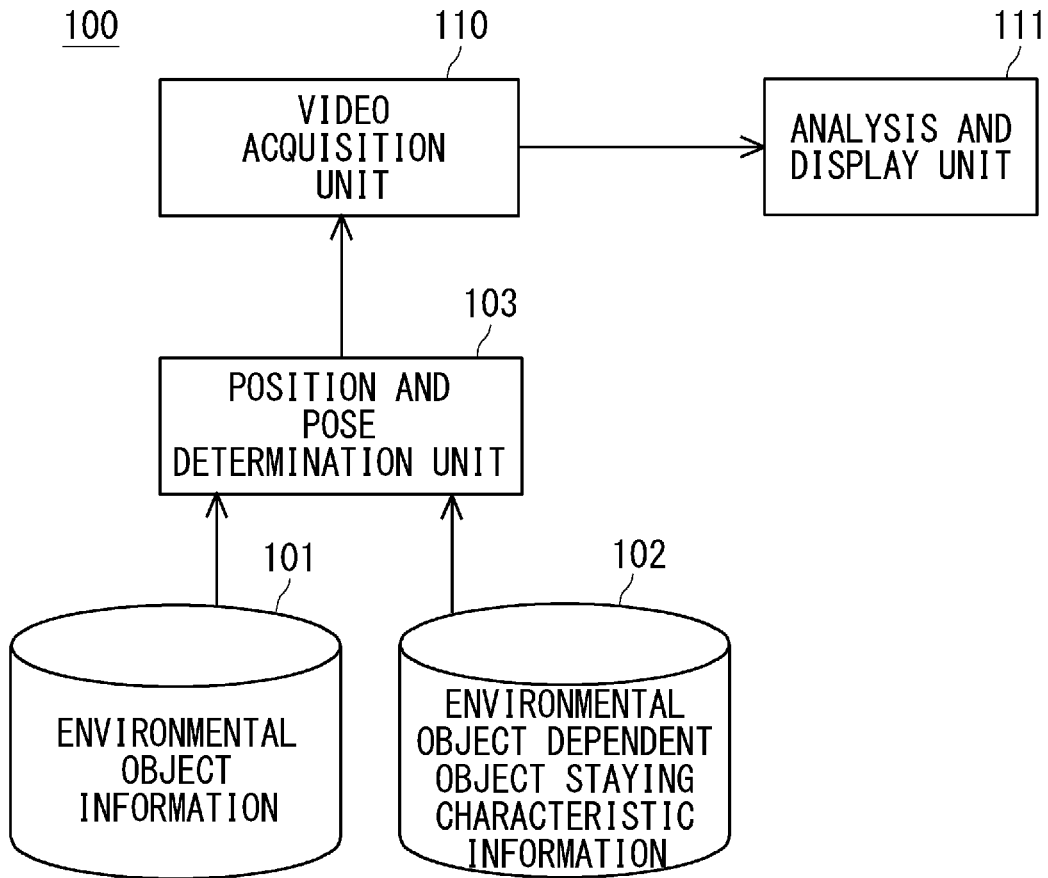 100
110
111
VIDEO
ACQUISITION
UNIT
ANALYSIS AND
DISPLAY UNIT
103
POSITION AND
POSE
DETERMINATION UNIT
101
102
ENVIRONMENTAL
OBJECT
INFORMATION
ENVIRONMENTAL
OBJECT DEPENDENT
OBJECT STAYING
CHARACTERISTIC
INFORMATION